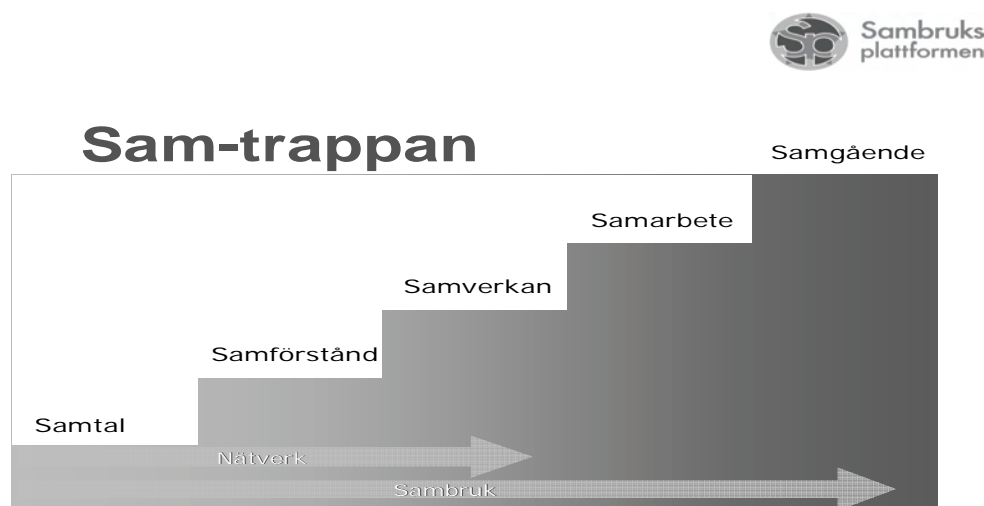 Sambruks
plattformen
Sam-trappan
Samgående
Samarbete
Samverkan
Samförstånd
Samtal
Nätverk
Sambruk